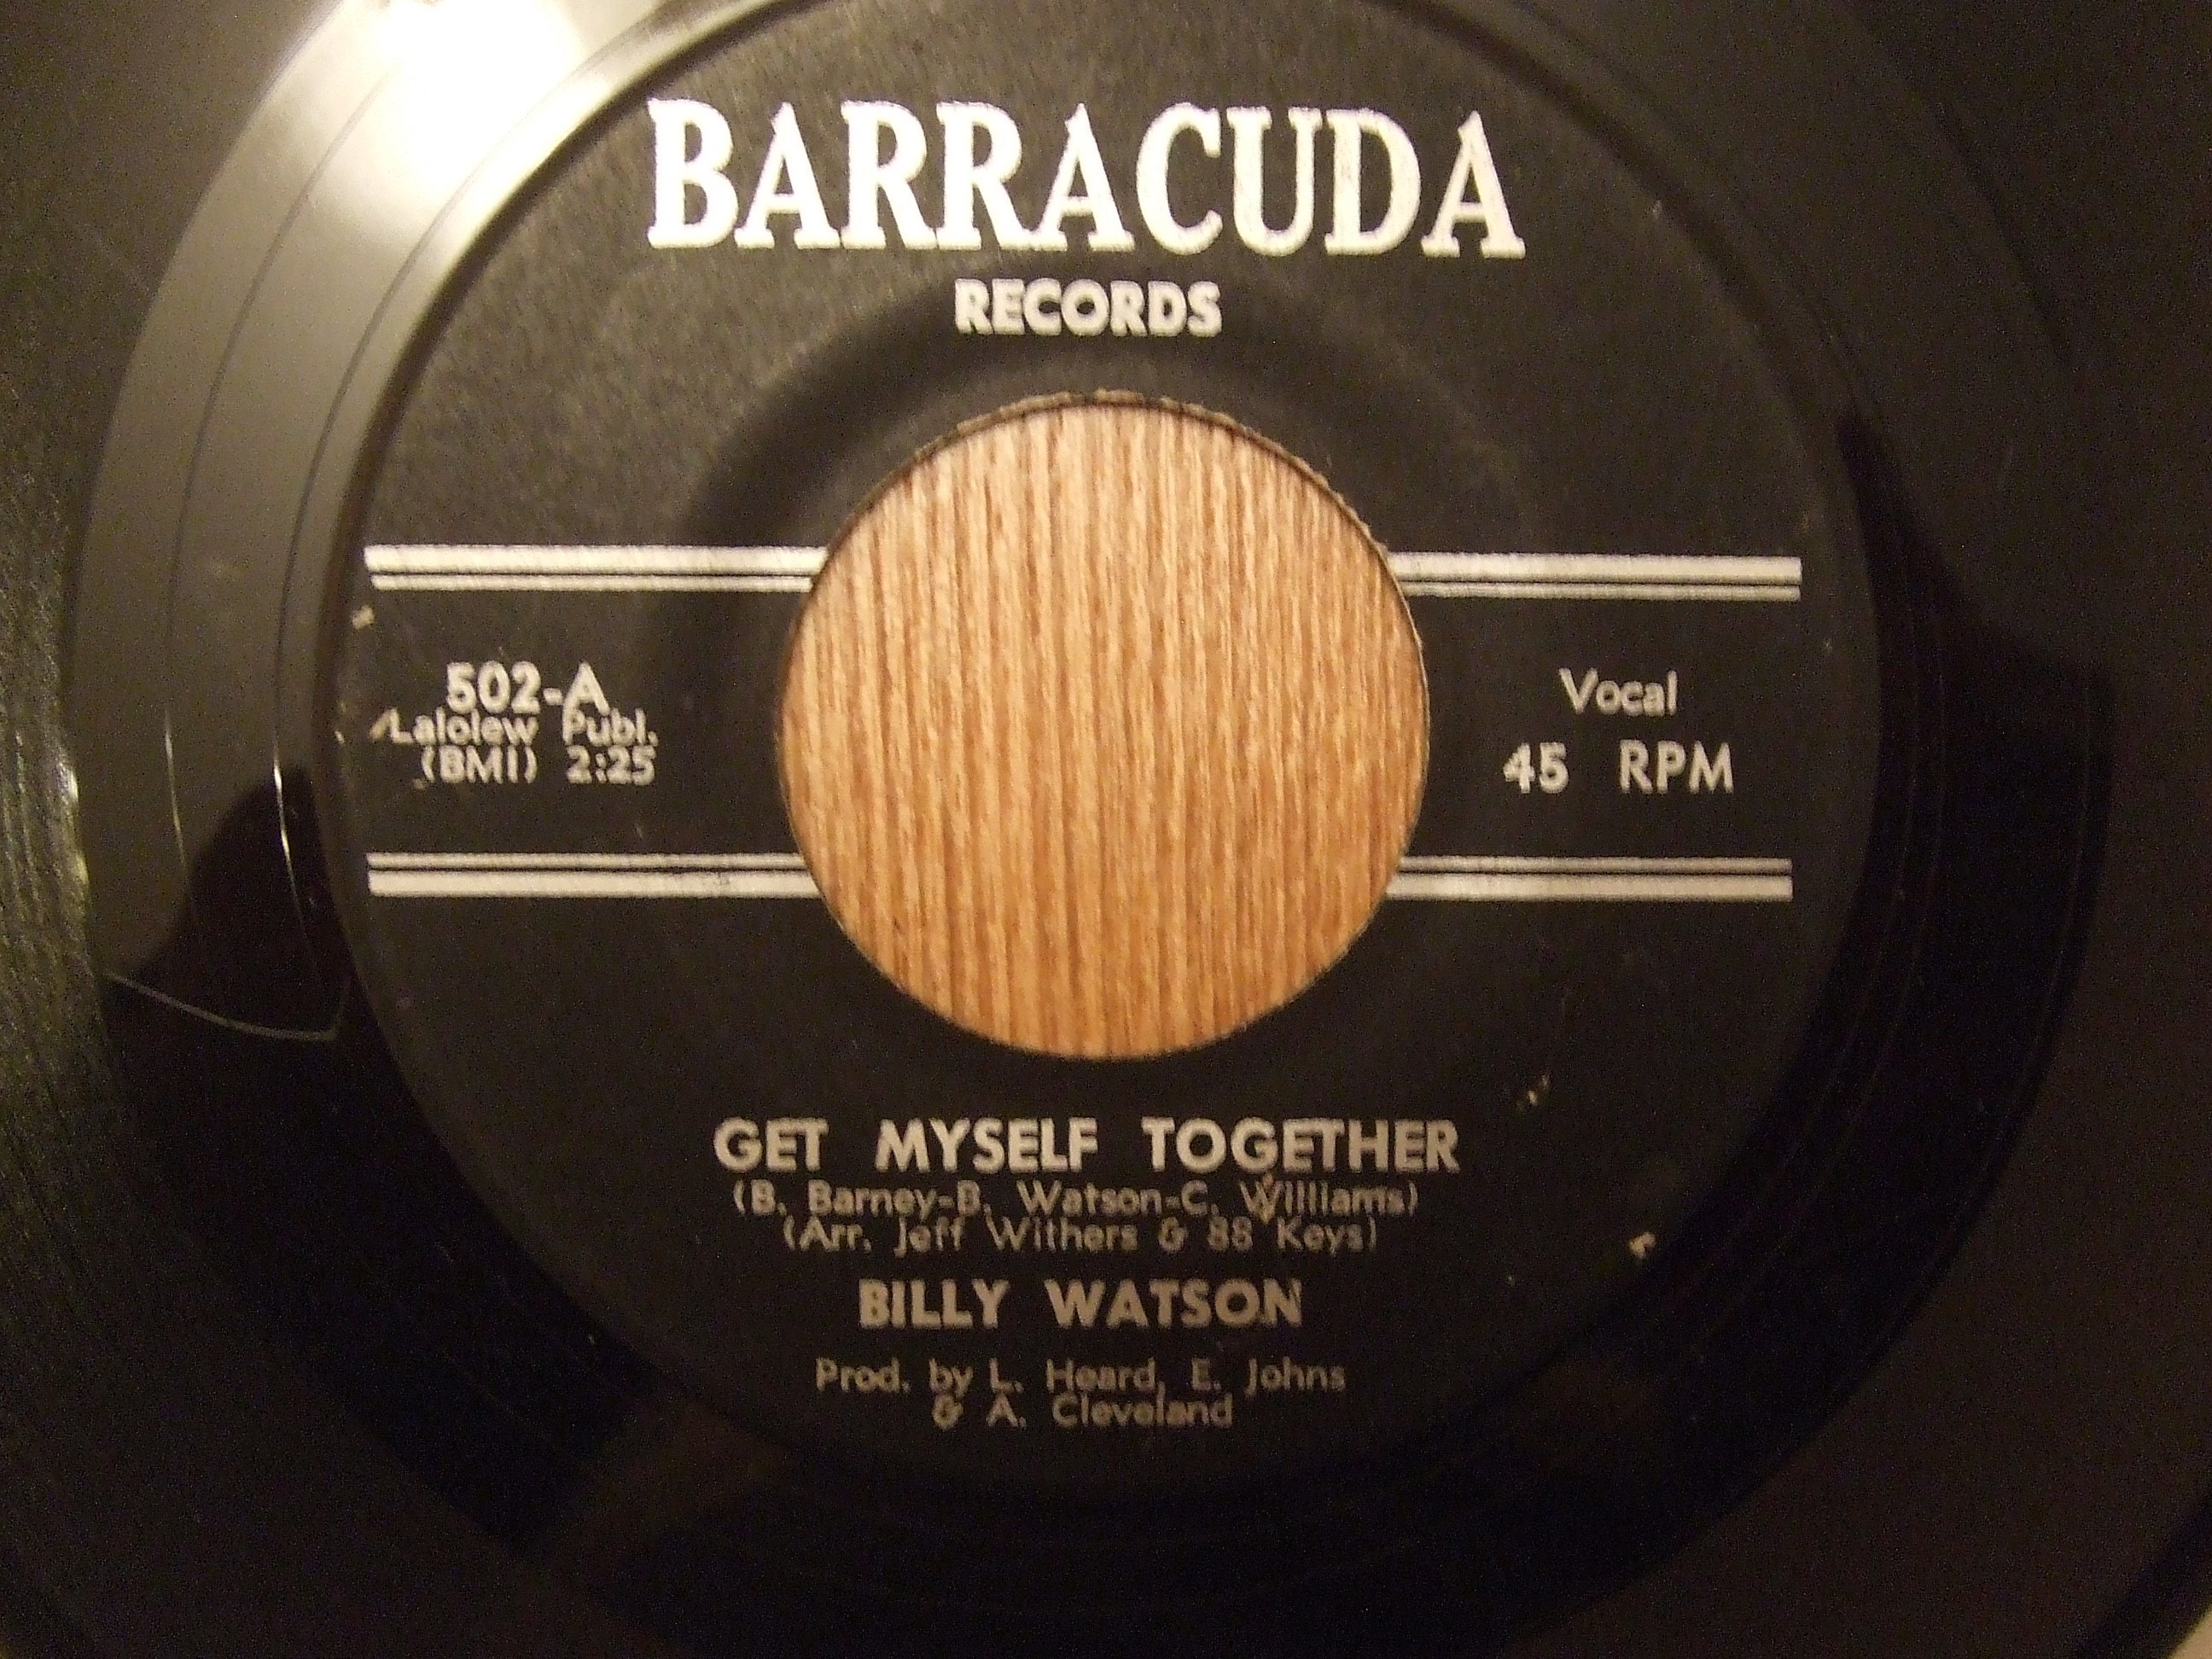 BARRACUDA
RECORDS
502-A
Lalolew Publ.
(BMI) 2:25
Vocal
45 RPM
GET MYSELF TOGETHER
(B. Barney-B. Watson-C. Williams)
(Arr. Jeff Withers & 88 Keys)
BILLY WATSON
Prod. by L. Heard, E. Johns
& A. Cleveland